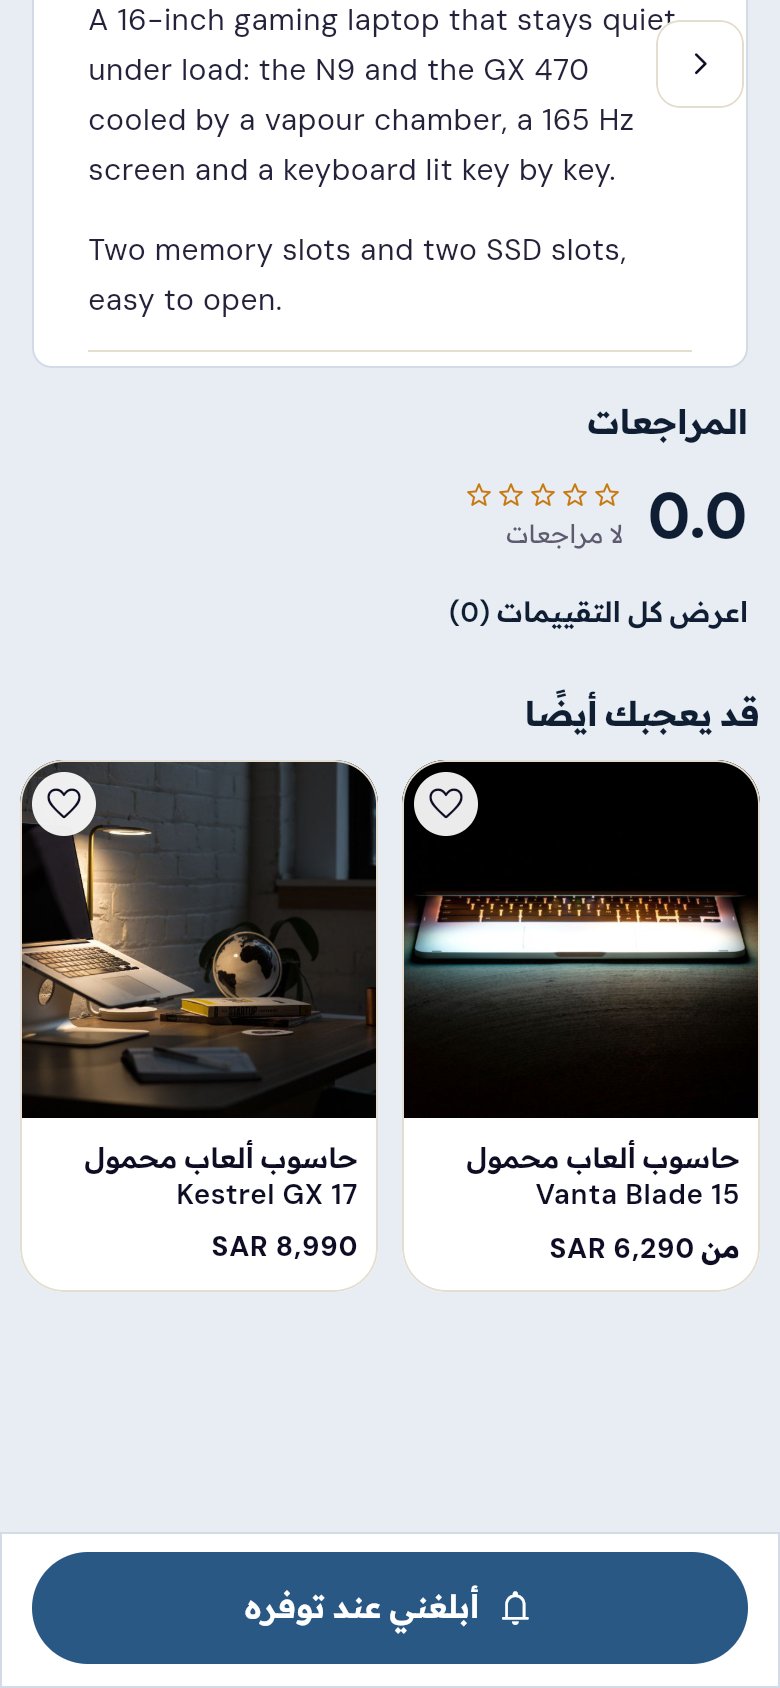 A 16-inch gaming laptop that stays quiet
under load: the N9 and the GX 470
cooled by a vapour chamber, a 165 Hz
screen and a keyboard lit key by key.
Two memory slots and two SSD slots,
easy to open.
المراجعات
0.0
لا مراجعات
اعرض كل التقييمات (0)
قد يعجبك أيضًا
حاسوب ألعاب محمول
Vanta Blade 15
من SAR 6,290
حاسوب ألعاب محمول
Kestrel GX 17
SAR 8,990
أبلغني عند توفره